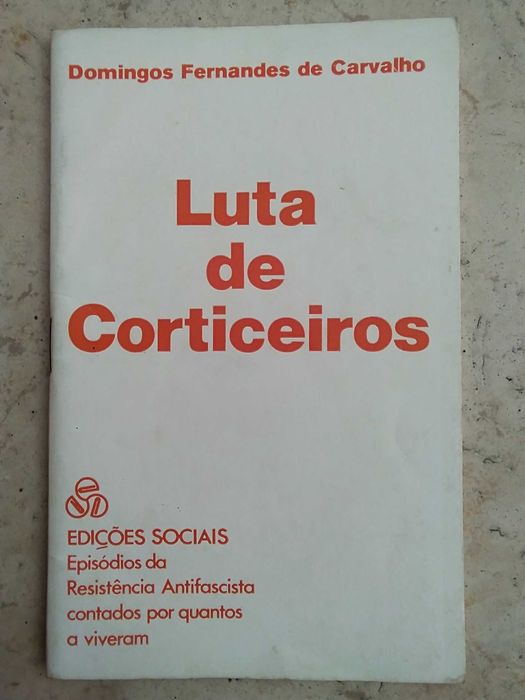 Domingos Fernandes de Carvalho
Luta
de
Corticeiros
EDIÇÕES SOCIAIS
Episódios da
Resistência Antifascista
contados por quantos
a viveram